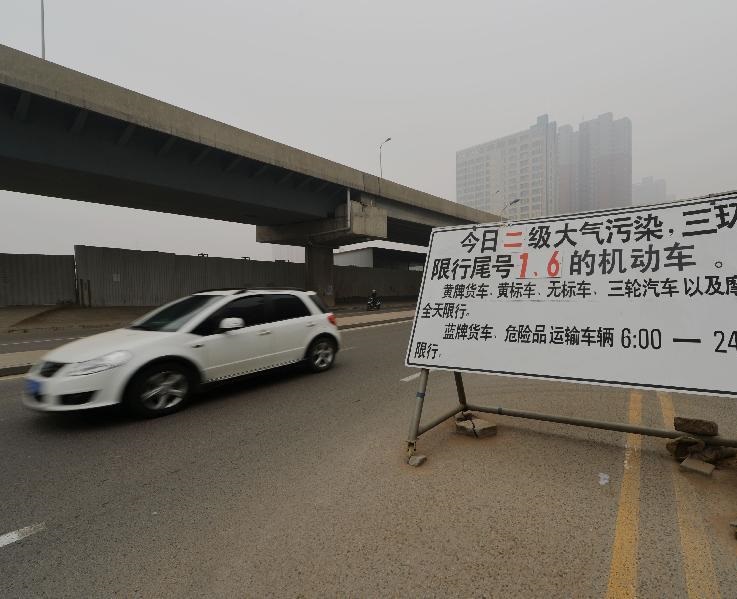 今日二级大气污染,三环
限行尾号1、6的机动车。
黄牌货车、黄标车、无标车、三轮汽车以及摩
全天限行。
蓝牌货车、危险品运输车辆6:00—24
限行。